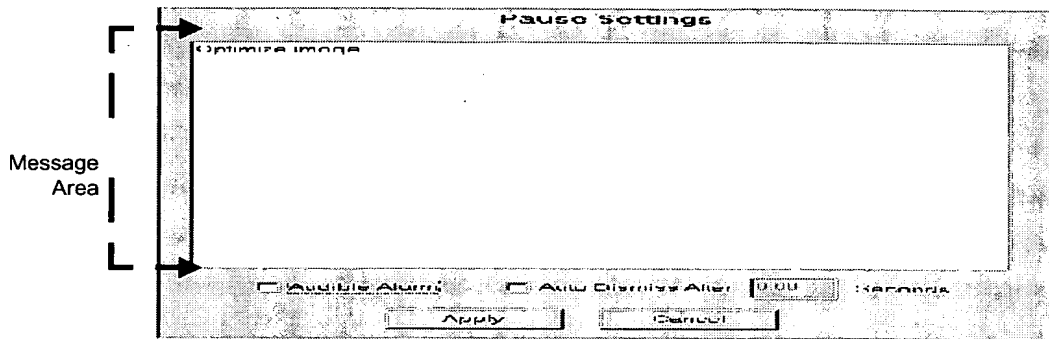 Pause Settings
Optimize Image
Message
Area
Audible Alarm Auto Dismiss After 0.00 Seconds
Apply Cancel